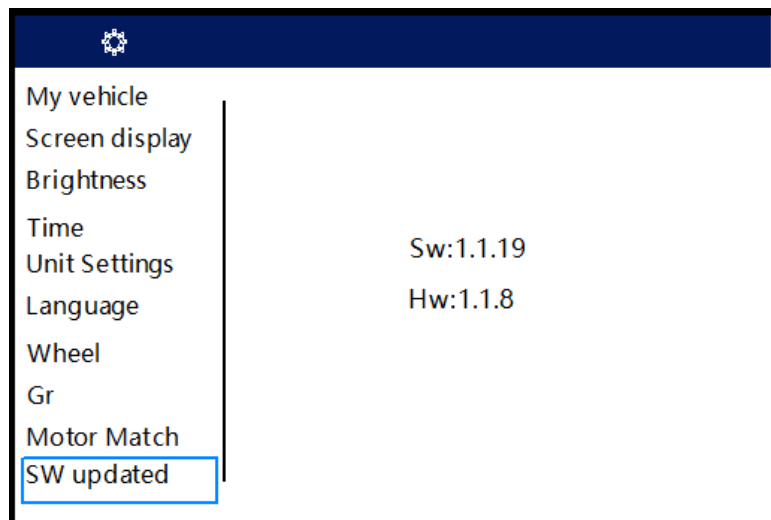 My vehicle
Screen display
Brightness
Time
Unit Settings
Language
Wheel
Gr
Motor Match
SW updated
Sw:1.1.19
Hw:1.1.8